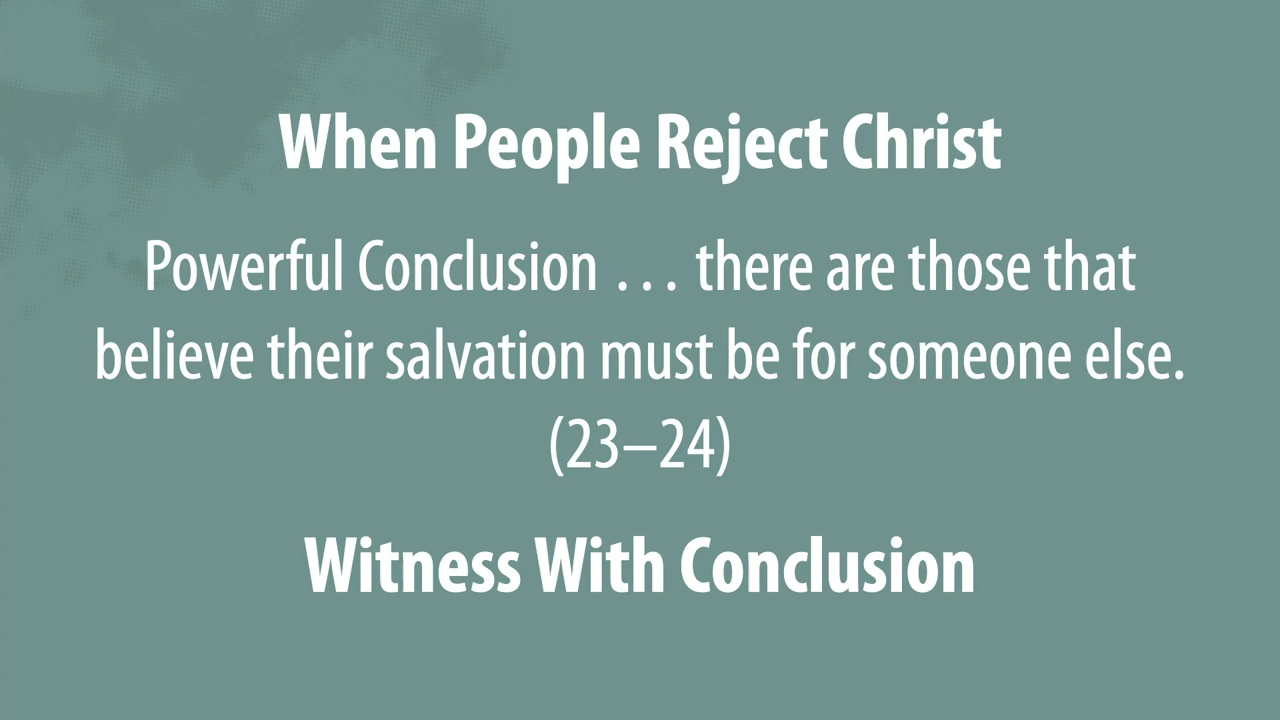 When People Reject Christ
Powerful Conclusion . . . there are those that
believe their salvation must be for someone else.
(23–24)
Witness With Conclusion